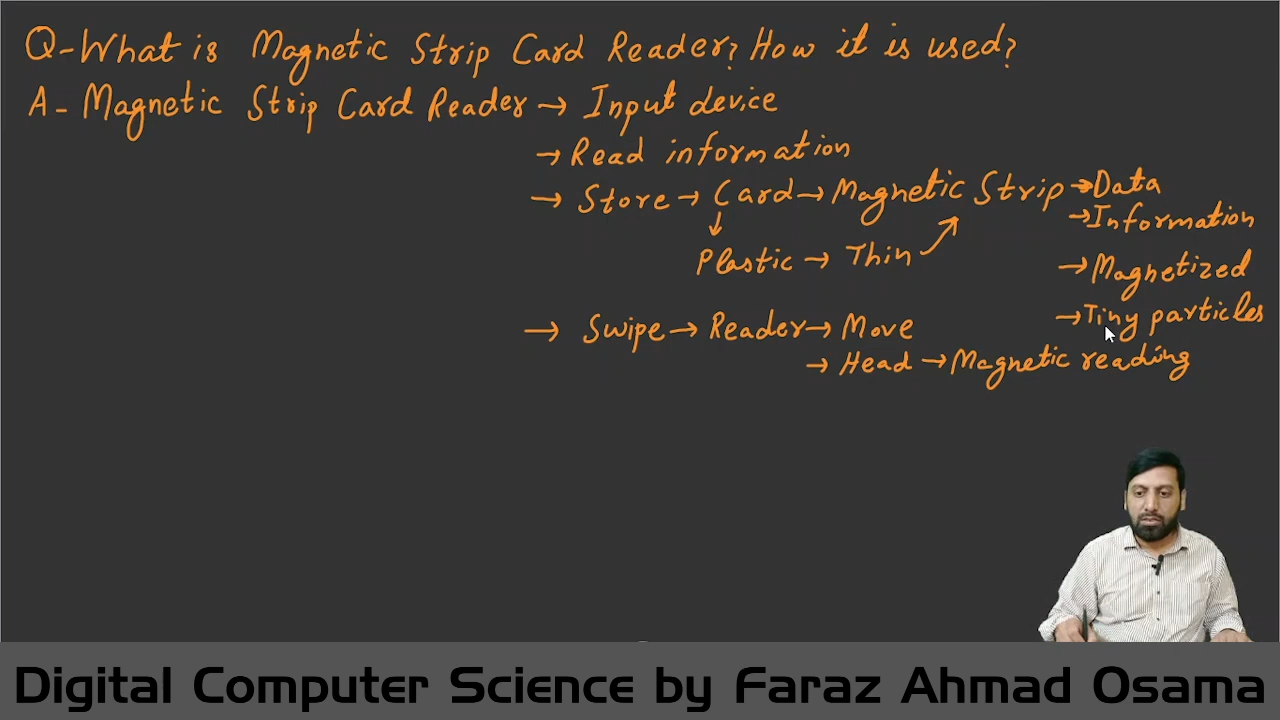 Q-What is Magnetic Strip Card Reader? How it is used?
A- Magnetic Strip Card Reader → Input device
→ Read information
→ Store → Card → Magnetic Strip → Data
→ Information
↓
Plastic → Thin ↗
→ Magnetized
→ Tiny particles
→ Swipe → Reader → Move
→ Head → Magnetic reading
Digital Computer Science by Faraz Ahmad Osama